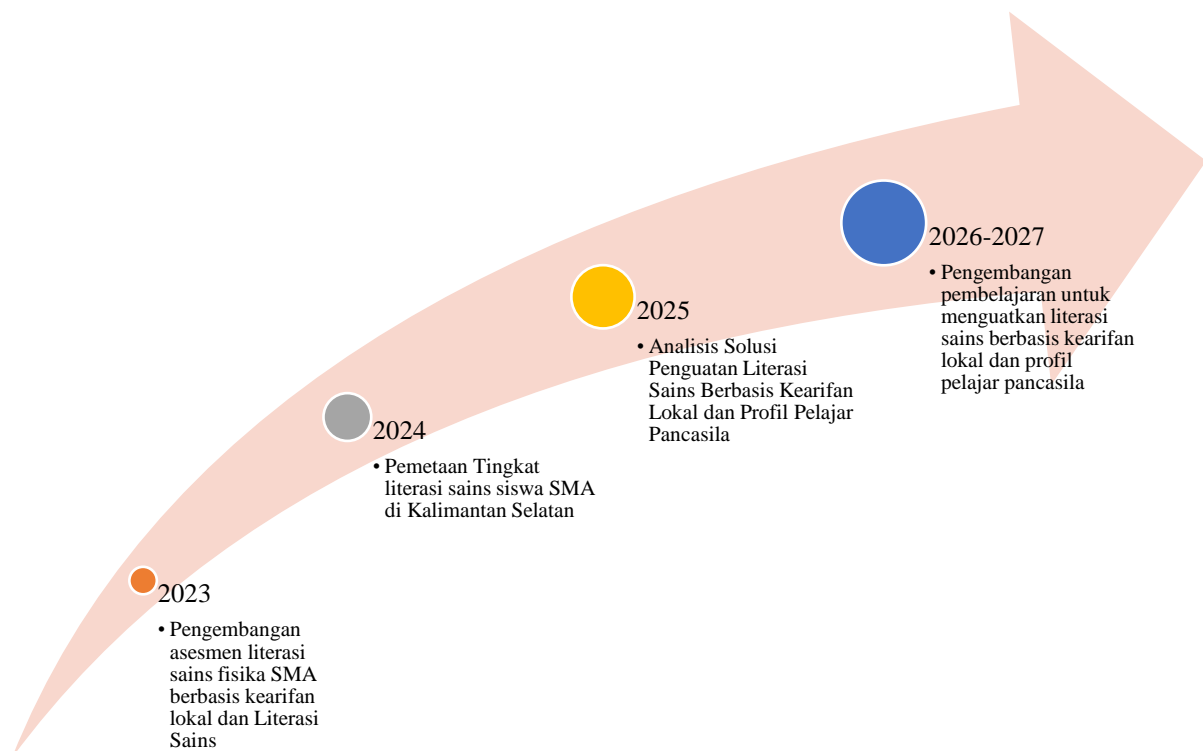 2023
• Pengembangan
asesmen literasi
sains fisika SMA
berbasis kearifan
lokal dan Literasi
Sains
2024
• Pemetaan Tingkat
literasi sains siswa SMA
di Kalimantan Selatan
2025
• Analisis Solusi
Penguatan Literasi
Sains Berbasis Kearifan
Lokal dan Profil Pelajar
Pancasila
2026-2027
• Pengembangan
pembelajaran untuk
menguatkan literasi
sains berbasis kearifan
lokal dan profil
pelajar pancasila